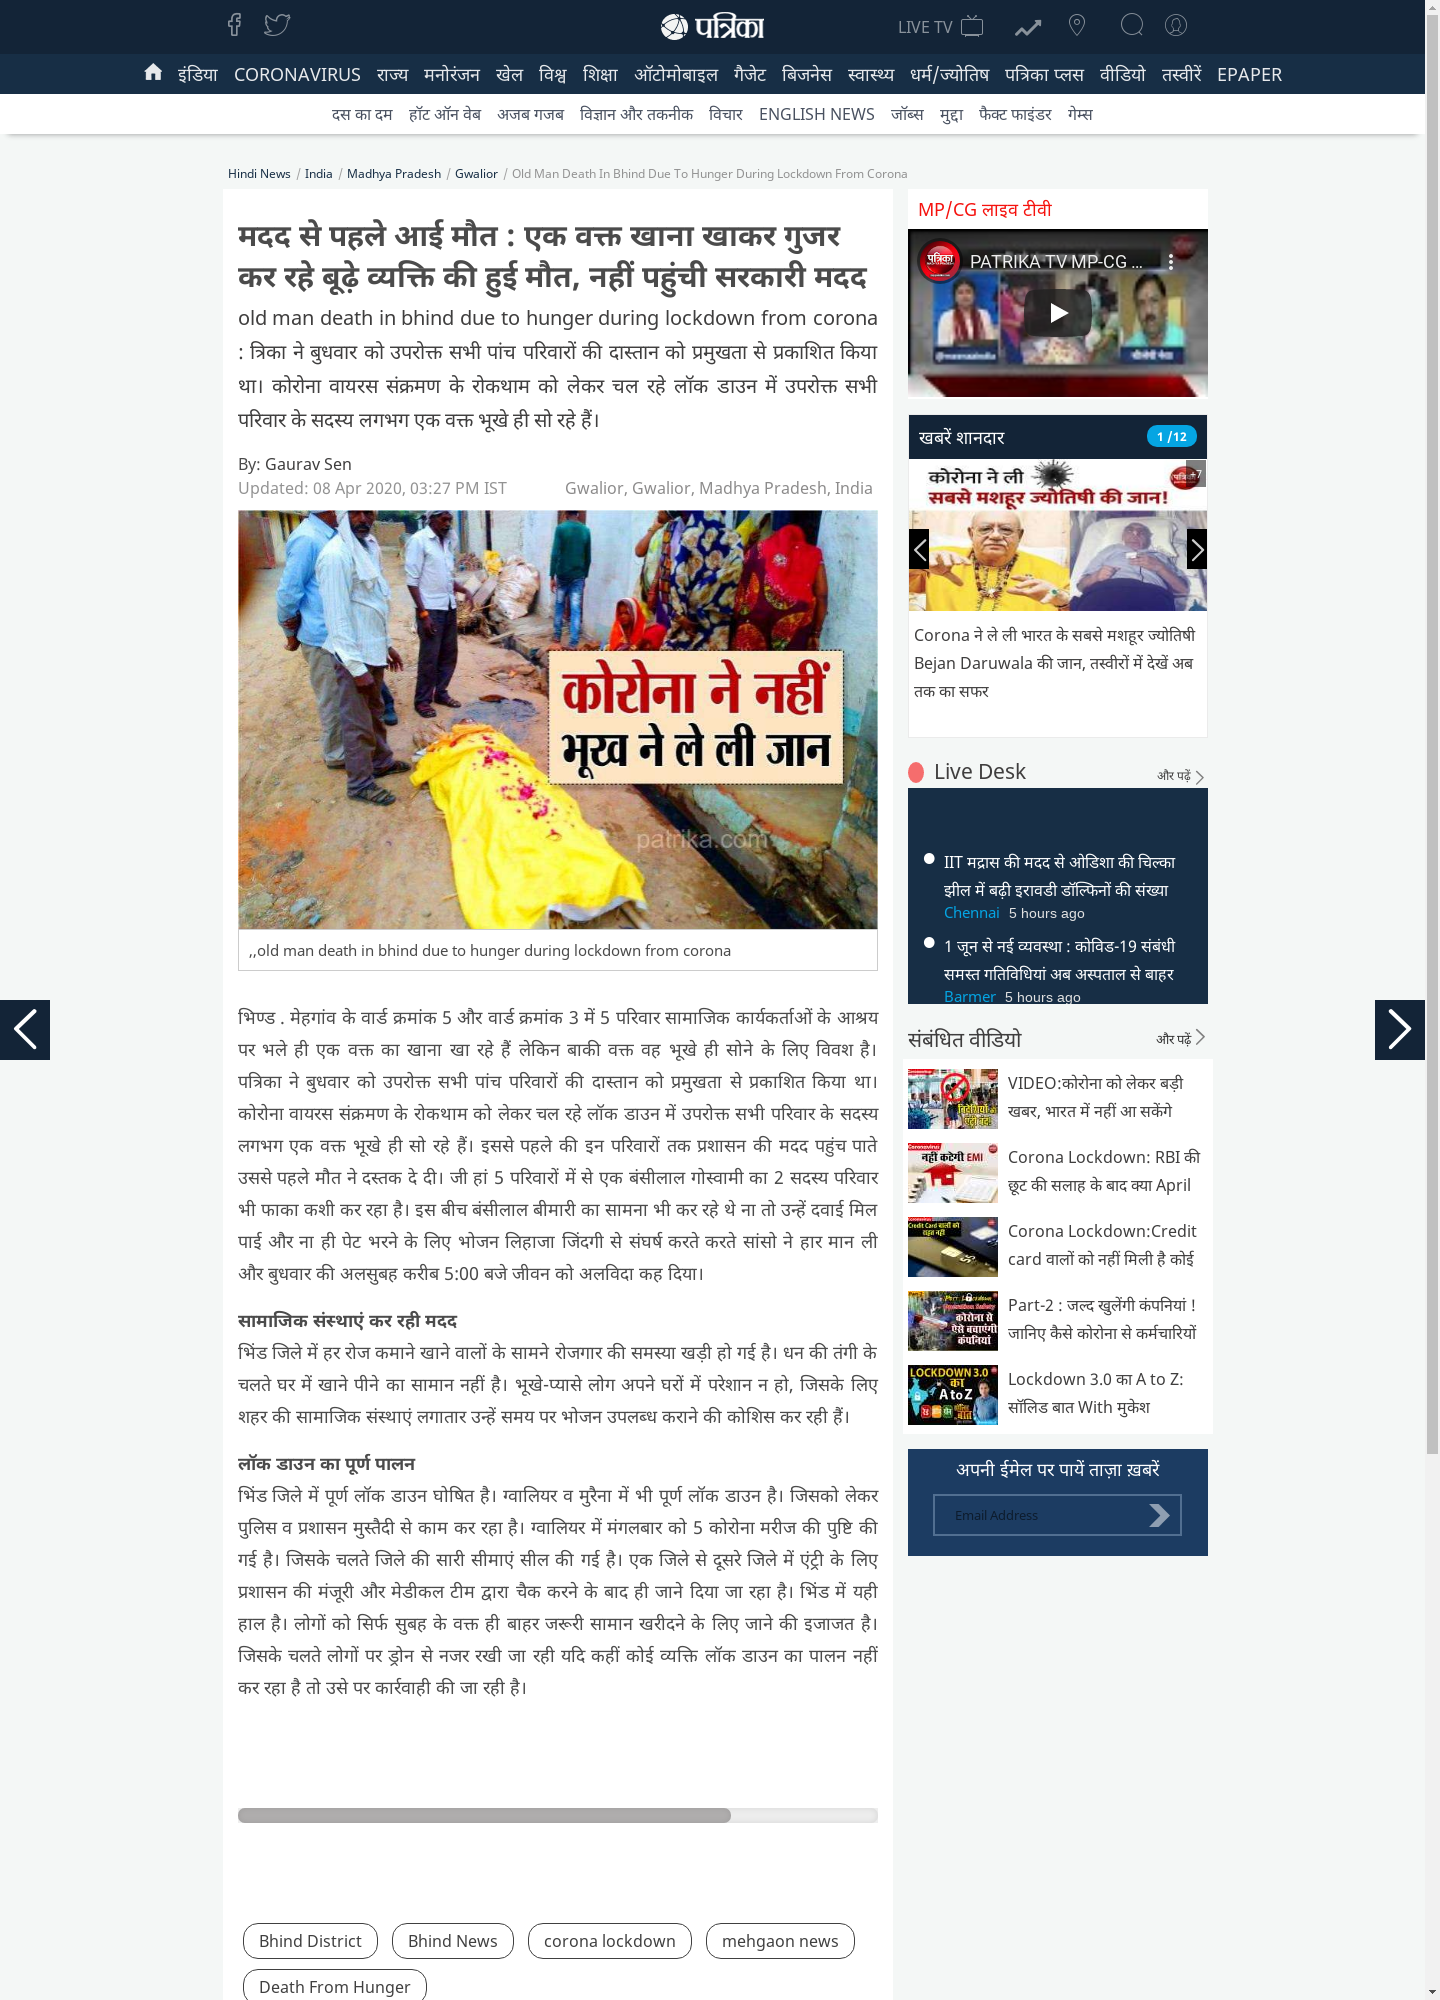 LIVE TV
पत्रिका
इंडिया CORONAVIRUS राज्य मनोरंजन खेल विश्व शिक्षा ऑटोमोबाइल गैजेट बिजनेस स्वास्थ्य धर्म/ज्योतिष पत्रिका प्लस वीडियो तस्वीरें EPAPER
दस का दम हॉट ऑन वेब अजब गजब विज्ञान और तकनीक विचार ENGLISH NEWS जॉब्स मुद्दा फैक्ट फाइंडर गेम्स
Hindi News / India / Madhya Pradesh / Gwalior / Old Man Death In Bhind Due To Hunger During Lockdown From Corona
मदद से पहले आई मौत : एक वक्त खाना खाकर गुजर
कर रहे बूढ़े व्यक्ति की हुई मौत, नहीं पहुंची सरकारी मदद
old man death in bhind due to hunger during lockdown from corona
: त्रिका ने बुधवार को उपरोक्त सभी पांच परिवारों की दास्तान को प्रमुखता से प्रकाशित किया
था। कोरोना वायरस संक्रमण के रोकथाम को लेकर चल रहे लॉक डाउन में उपरोक्त सभी
परिवार के सदस्य लगभग एक वक्त भूखे ही सो रहे हैं।
By: Gaurav Sen
Updated: 08 Apr 2020, 03:27 PM IST
Gwalior, Gwalior, Madhya Pradesh, India
कोरोना ने नहीं
भूख ने ले ली जान
patrika.com
,,old man death in bhind due to hunger during lockdown from corona
भिण्ड . मेहगांव के वार्ड क्रमांक 5 और वार्ड क्रमांक 3 में 5 परिवार सामाजिक कार्यकर्ताओं के आश्रय
पर भले ही एक वक्त का खाना खा रहे हैं लेकिन बाकी वक्त वह भूखे ही सोने के लिए विवश है।
पत्रिका ने बुधवार को उपरोक्त सभी पांच परिवारों की दास्तान को प्रमुखता से प्रकाशित किया था।
कोरोना वायरस संक्रमण के रोकथाम को लेकर चल रहे लॉक डाउन में उपरोक्त सभी परिवार के सदस्य
लगभग एक वक्त भूखे ही सो रहे हैं। इससे पहले की इन परिवारों तक प्रशासन की मदद पहुंच पाते
उससे पहले मौत ने दस्तक दे दी। जी हां 5 परिवारों में से एक बंसीलाल गोस्वामी का 2 सदस्य परिवार
भी फाका कशी कर रहा है। इस बीच बंसीलाल बीमारी का सामना भी कर रहे थे ना तो उन्हें दवाई मिल
पाई और ना ही पेट भरने के लिए भोजन लिहाजा जिंदगी से संघर्ष करते करते सांसो ने हार मान ली
और बुधवार की अलसुबह करीब 5:00 बजे जीवन को अलविदा कह दिया।
सामाजिक संस्थाएं कर रही मदद
भिंड जिले में हर रोज कमाने खाने वालों के सामने रोजगार की समस्या खड़ी हो गई है। धन की तंगी के
चलते घर में खाने पीने का सामान नहीं है। भूखे-प्यासे लोग अपने घरों में परेशान न हो, जिसके लिए
शहर की सामाजिक संस्थाएं लगातार उन्हें समय पर भोजन उपलब्ध कराने की कोशिस कर रही हैं।
लॉक डाउन का पूर्ण पालन
भिंड जिले में पूर्ण लॉक डाउन घोषित है। ग्वालियर व मुरैना में भी पूर्ण लॉक डाउन है। जिसको लेकर
पुलिस व प्रशासन मुस्तैदी से काम कर रहा है। ग्वालियर में मंगलबार को 5 कोरोना मरीज की पुष्टि की
गई है। जिसके चलते जिले की सारी सीमाएं सील की गई है। एक जिले से दूसरे जिले में एंट्री के लिए
प्रशासन की मंजूरी और मेडीकल टीम द्वारा चैक करने के बाद ही जाने दिया जा रहा है। भिंड में यही
हाल है। लोगों को सिर्फ सुबह के वक्त ही बाहर जरूरी सामान खरीदने के लिए जाने की इजाजत है।
जिसके चलते लोगों पर ड्रोन से नजर रखी जा रही यदि कहीं कोई व्यक्ति लॉक डाउन का पालन नहीं
कर रहा है तो उसे पर कार्रवाही की जा रही है।
Bhind District
Bhind News
corona lockdown
mehgaon news
Death From Hunger
MP/CG लाइव टीवी
पत्रिका
PATRIKA TV MP-CG ...
खबरें शानदार
1 /12
+7
कोरोना ने ली
सबसे मशहूर ज्योतिषी की जान!
Corona ने ले ली भारत के सबसे मशहूर ज्योतिषी
Bejan Daruwala की जान, तस्वीरों में देखें अब
तक का सफर
Live Desk
और पढ़ें
IIT मद्रास की मदद से ओडिशा की चिल्का
झील में बढ़ी इरावडी डॉल्फिनों की संख्या
Chennai 5 hours ago
1 जून से नई व्यवस्था : कोविड-19 संबंधी
समस्त गतिविधियां अब अस्पताल से बाहर
Barmer 5 hours ago
संबंधित वीडियो
और पढ़ें
VIDEO:कोरोना को लेकर बड़ी
खबर, भारत में नहीं आ सकेंगे
नहीं कटेगी EMI
Corona Lockdown: RBI की
छूट की सलाह के बाद क्या April
Corona Lockdown:Credit
card वालों को नहीं मिली है कोई
कोरोना से
ऐसे बचाएंगी
कंपनियां
Part-2 : जल्द खुलेंगी कंपनियां !
जानिए कैसे कोरोना से कर्मचारियों
LOCKDOWN 3.0
का
A to Z
Lockdown 3.0 का A to Z:
सॉलिड बात With मुकेश
अपनी ईमेल पर पायें ताज़ा ख़बरें
Email Address